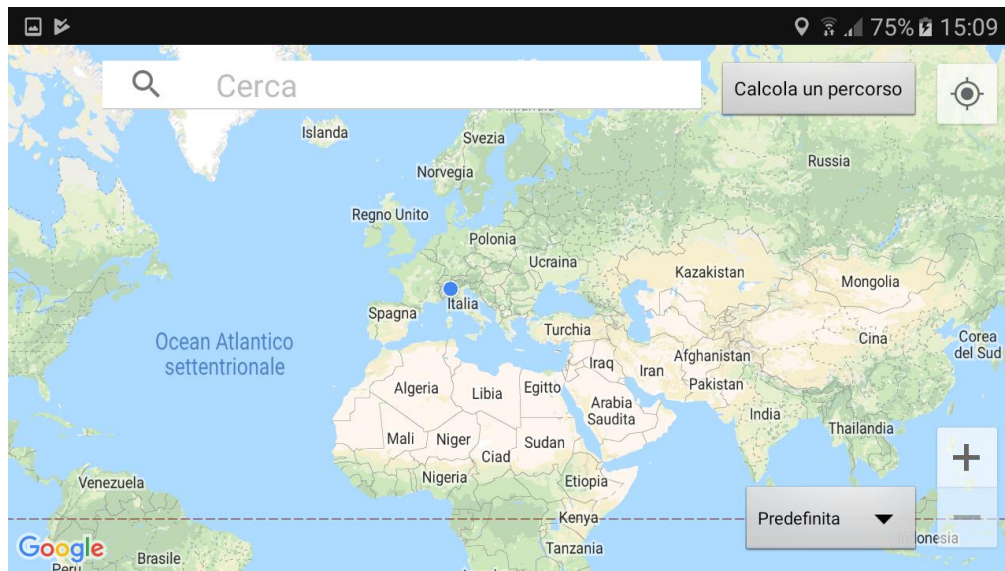 75% 15:09
Cerca
Calcola un percorso
Islanda
Svezia
Norvegia
Russia
Regno Unito
Polonia
Ucraina
Kazakistan
Mongolia
Italia
Spagna
Turchia
Ocean Atlantico
settentrionale
Cina
Corea
del Sud
Iraq
Iran
Afghanistan
Pakistan
Algeria
Libia
Egitto
Arabia
Saudita
India
Thailandia
Mali
Niger
Ciad
Sudan
Nigeria
Etiopia
Venezuela
Kenya
Predefinita
Google
Brasile
Tanzania